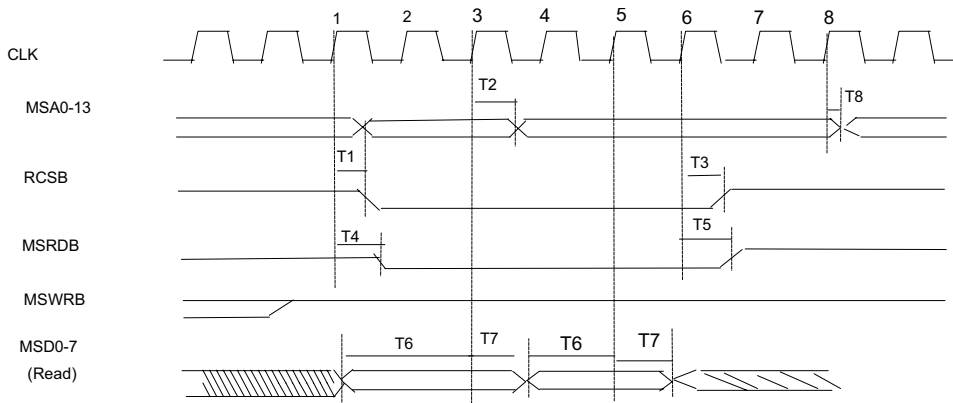 1 2 3 4 5 6 7 8
CLK
T2
T8
MSA0-13
T1
T3
RCSB
T4
T5
MSRDB
MSWRB
MSD0-7
T6 T7 T6 T7
(Read)